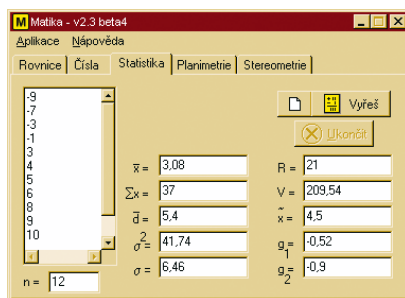 M Matika - v2.3 beta4
Aplikace Nápověda
Rovnice Čísla Statistika Planimetrie Stereometrie
-9
-7
-3
-1
3
4
5
6
8
9
10
n = 12
x̅ = 3,08
Σx = 37
d̅ = 5,4
σ² = 41,74
σ = 6,46
Vyřeš
Ukončit
R = 21
V = 209,54
x̃ = 4,5
g₁ = -0,52
g₂ = -0,9